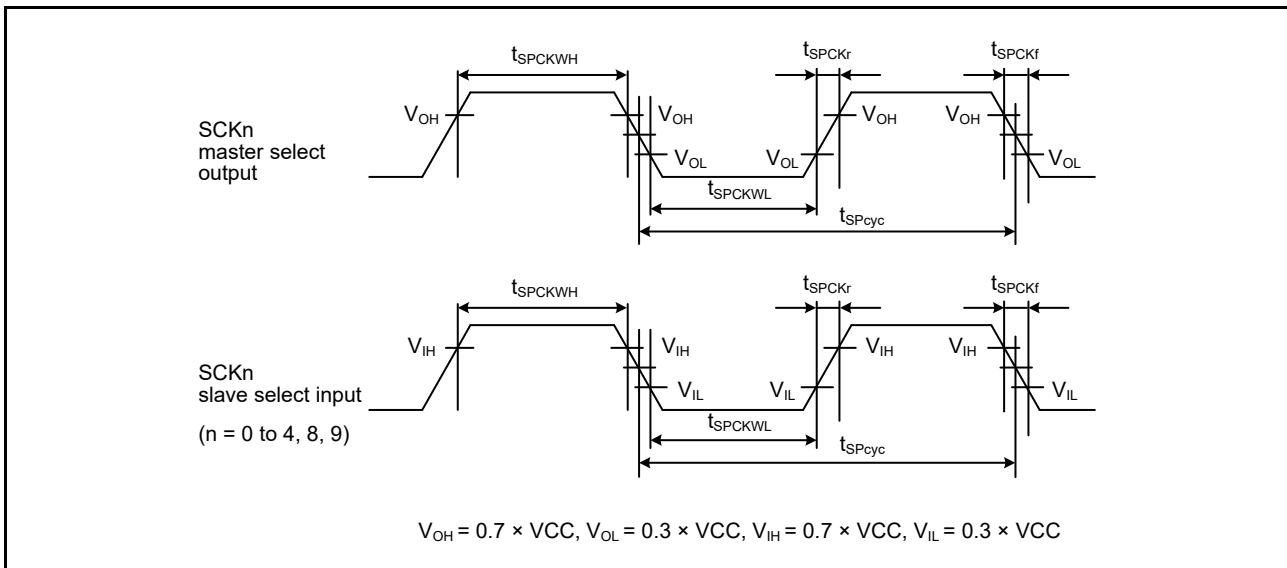 tSPCKWH
tSPCKr
tSPCKf
VOH
VOH
VOH
VOH
SCKn
master select
output
VOL
VOL
VOL
tSPCKWL
tSPcyc
tSPCKWH
tSPCKr
tSPCKf
VIH
VIH
VIH
VIH
SCKn
slave select input
(n = 0 to 4, 8, 9)
VIL
VIL
VIL
tSPCKWL
tSPcyc
VOH = 0.7 × VCC, VOL = 0.3 × VCC, VIH = 0.7 × VCC, VIL = 0.3 × VCC